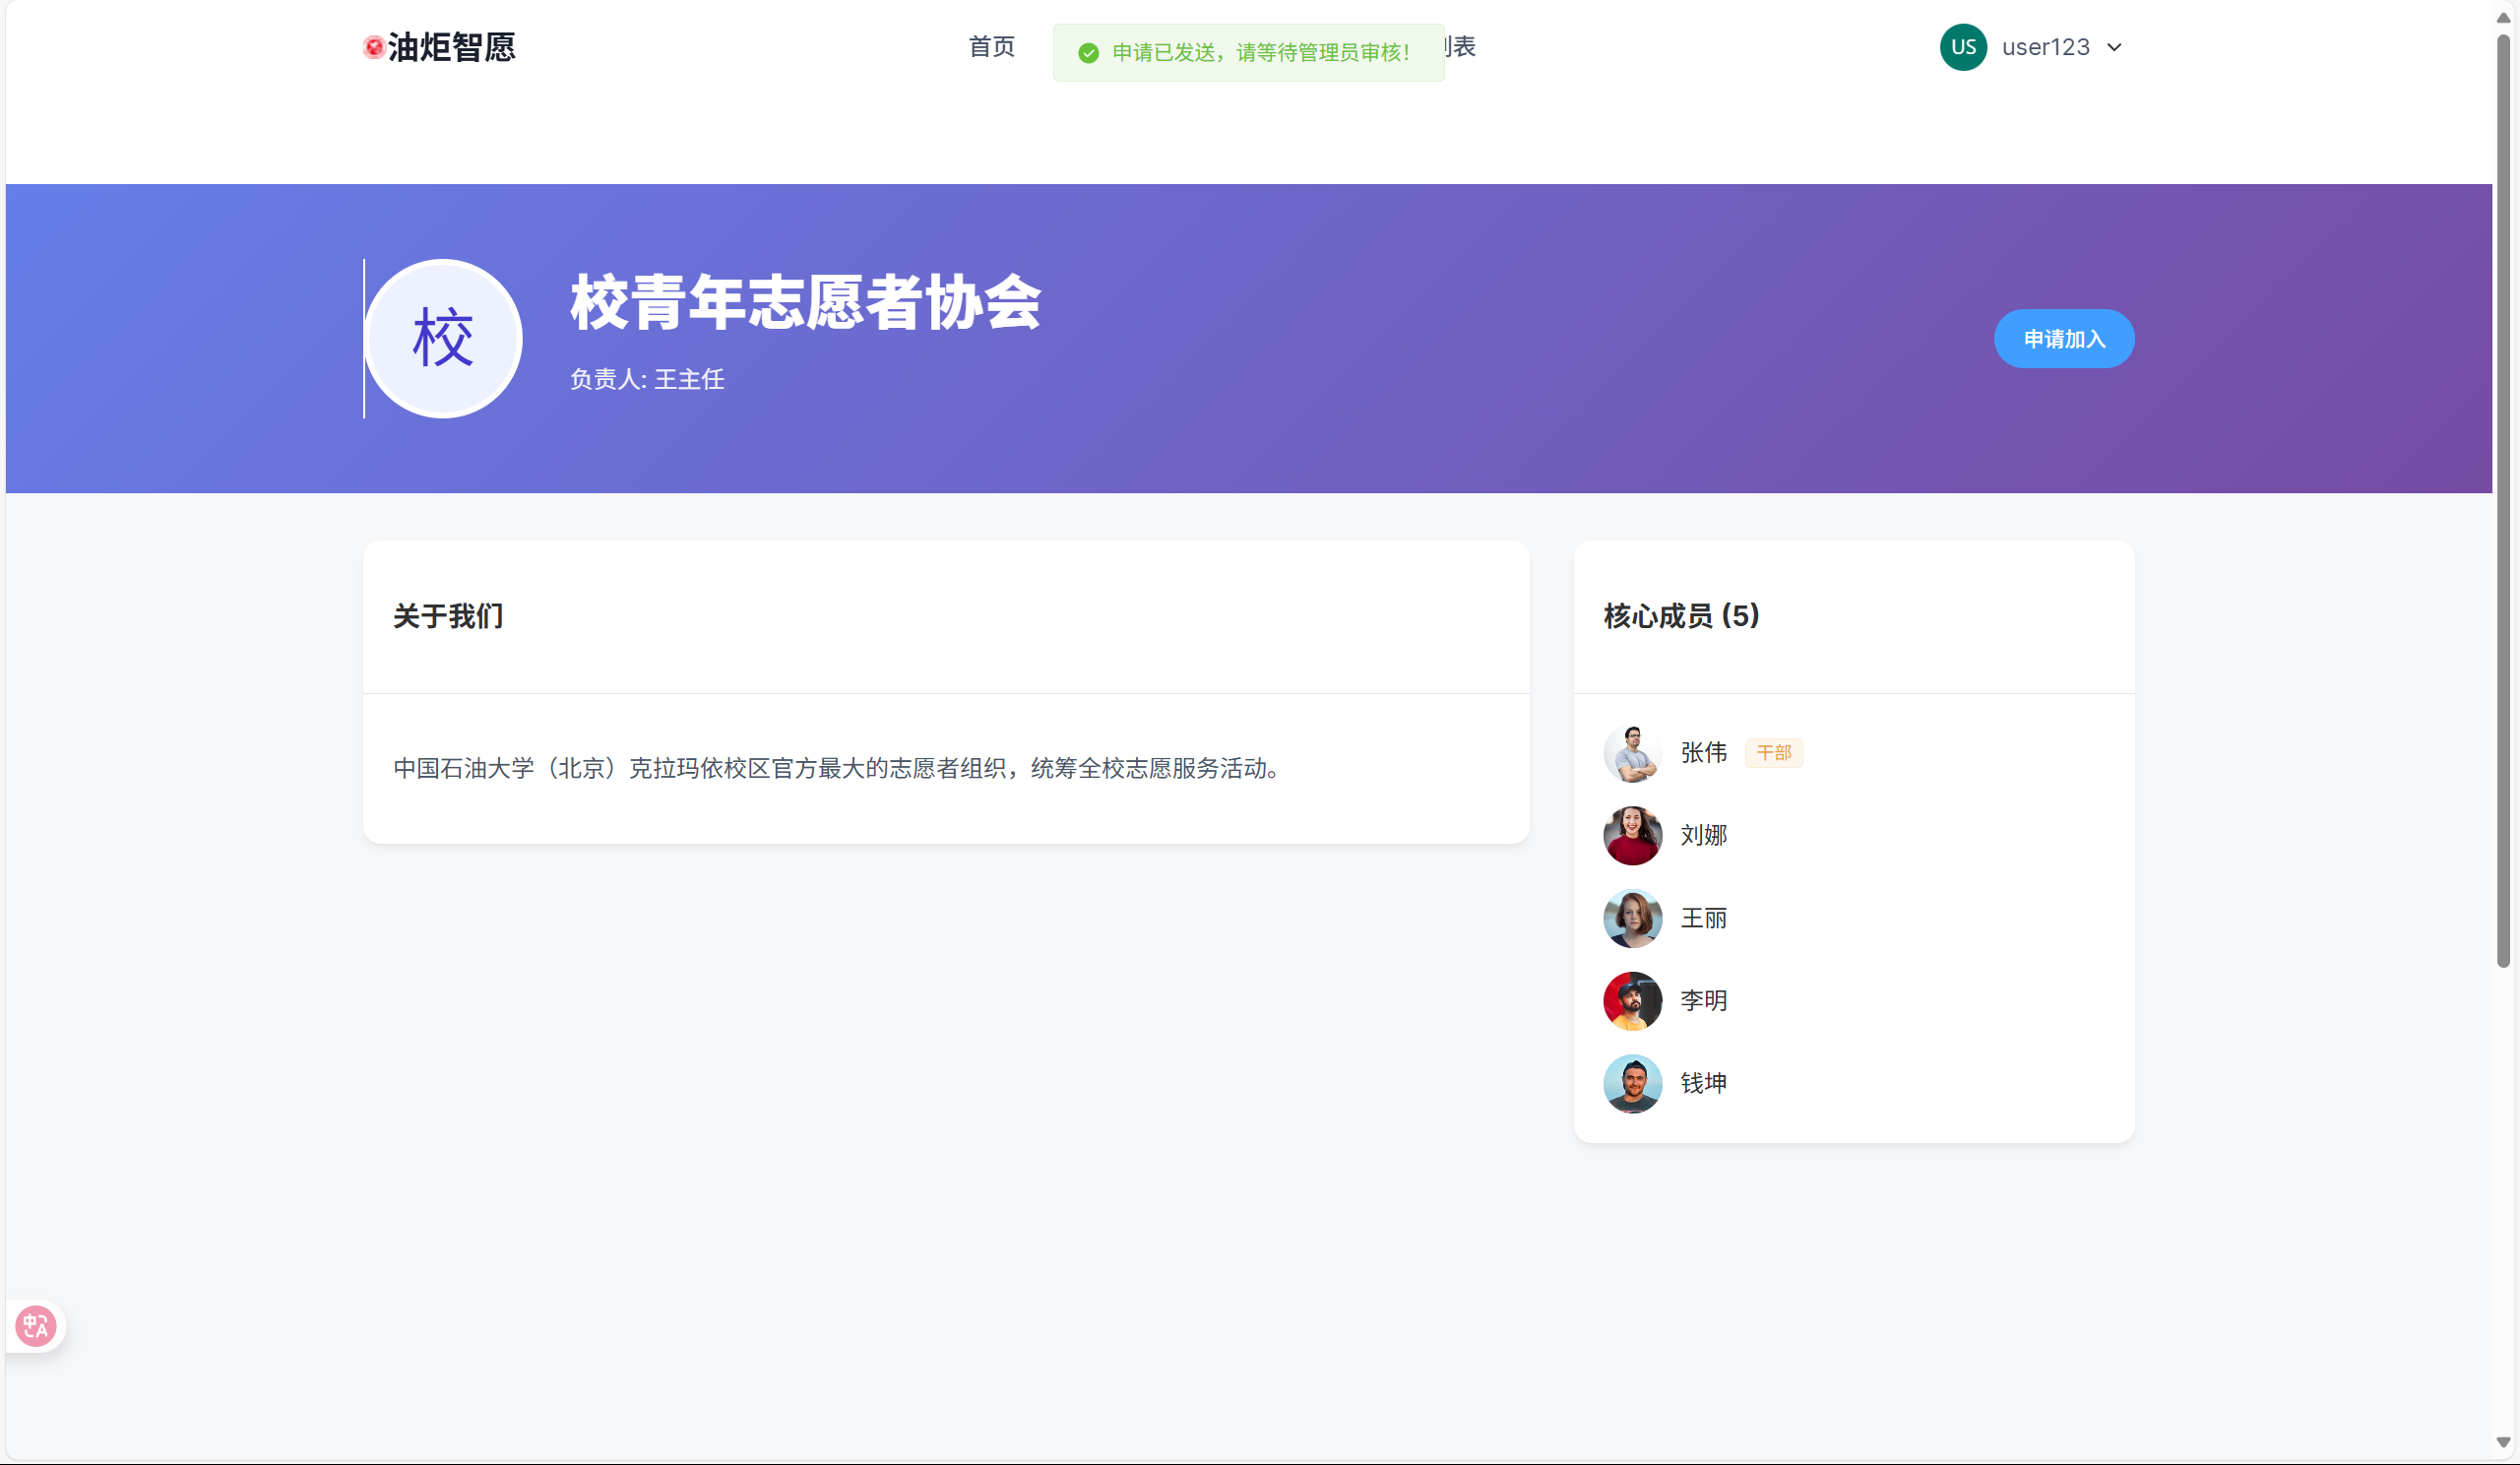 油炬智愿
首页
申请已发送，请等待管理员审核！
表
US
user123
校
校青年志愿者协会
负责人: 王主任
申请加入
关于我们
中国石油大学（北京）克拉玛依校区官方最大的志愿者组织，统筹全校志愿服务活动。
核心成员 (5)
张伟 干部
刘娜
王丽
李明
钱坤
中A